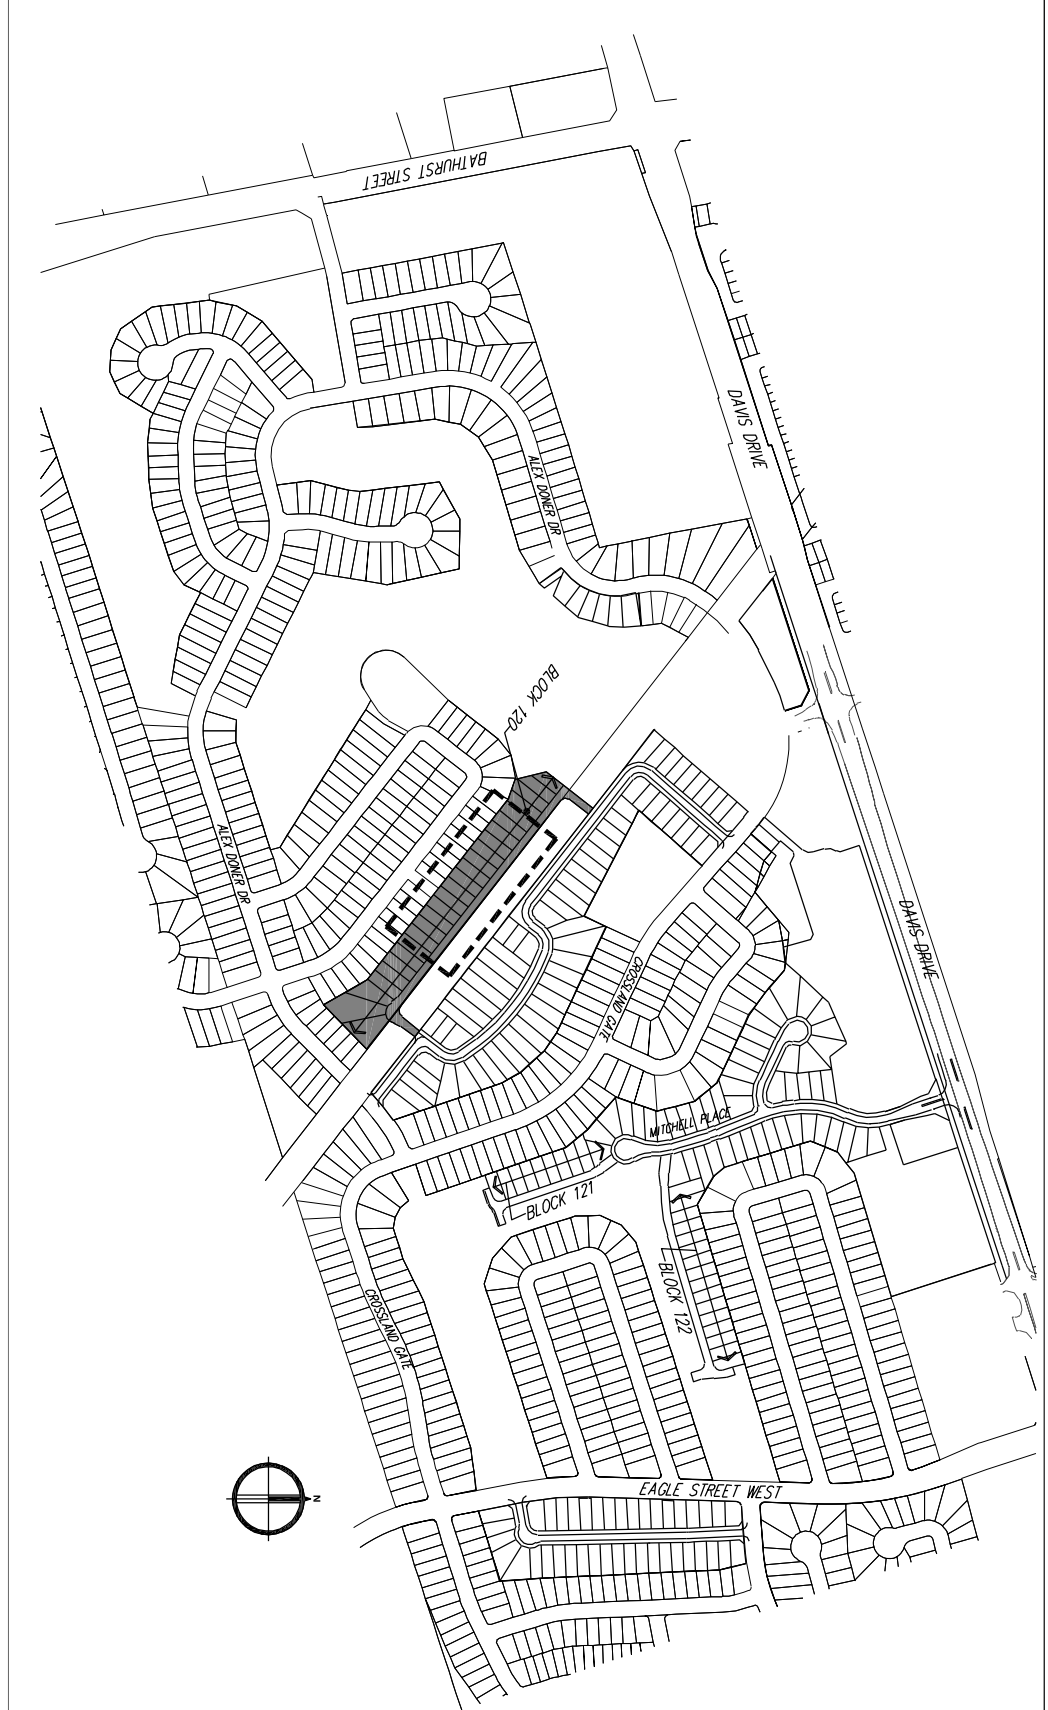 BATHURST STREET
DAVIS DRIVE
ALEX DONER DR
BLOCK 120
ALEX DONER DR
DAVIS DRIVE
CROSSLAND GATE
MITCHELL PLACE
BLOCK 121
BLOCK 122
CROSSLAND GATE
EAGLE STREET WEST
N